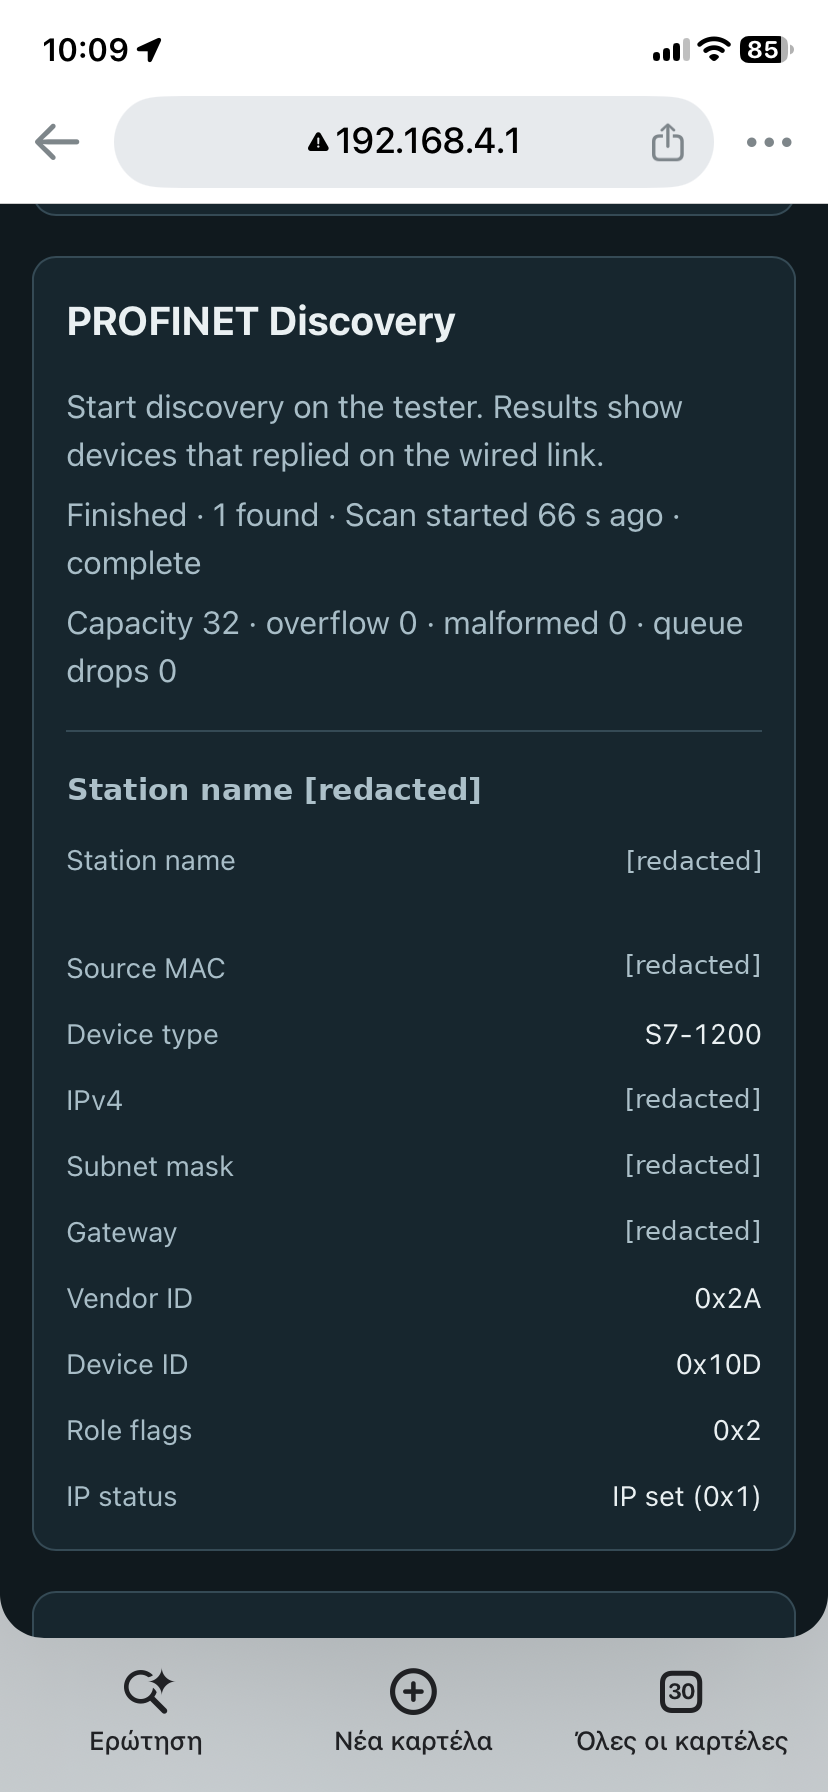 10:09
85
192.168.4.1
PROFINET Discovery
Start discovery on the tester. Results show
devices that replied on the wired link.
Finished · 1 found · Scan started 66 s ago ·
complete
Capacity 32 · overflow 0 · malformed 0 · queue
drops 0
Station name [redacted]
Station name [redacted]
Source MAC [redacted]
Device type S7-1200
IPv4 [redacted]
Subnet mask [redacted]
Gateway [redacted]
Vendor ID 0x2A
Device ID 0x10D
Role flags 0x2
IP status IP set (0x1)
30
Ερώτηση Νέα καρτέλα Όλες οι καρτέλες